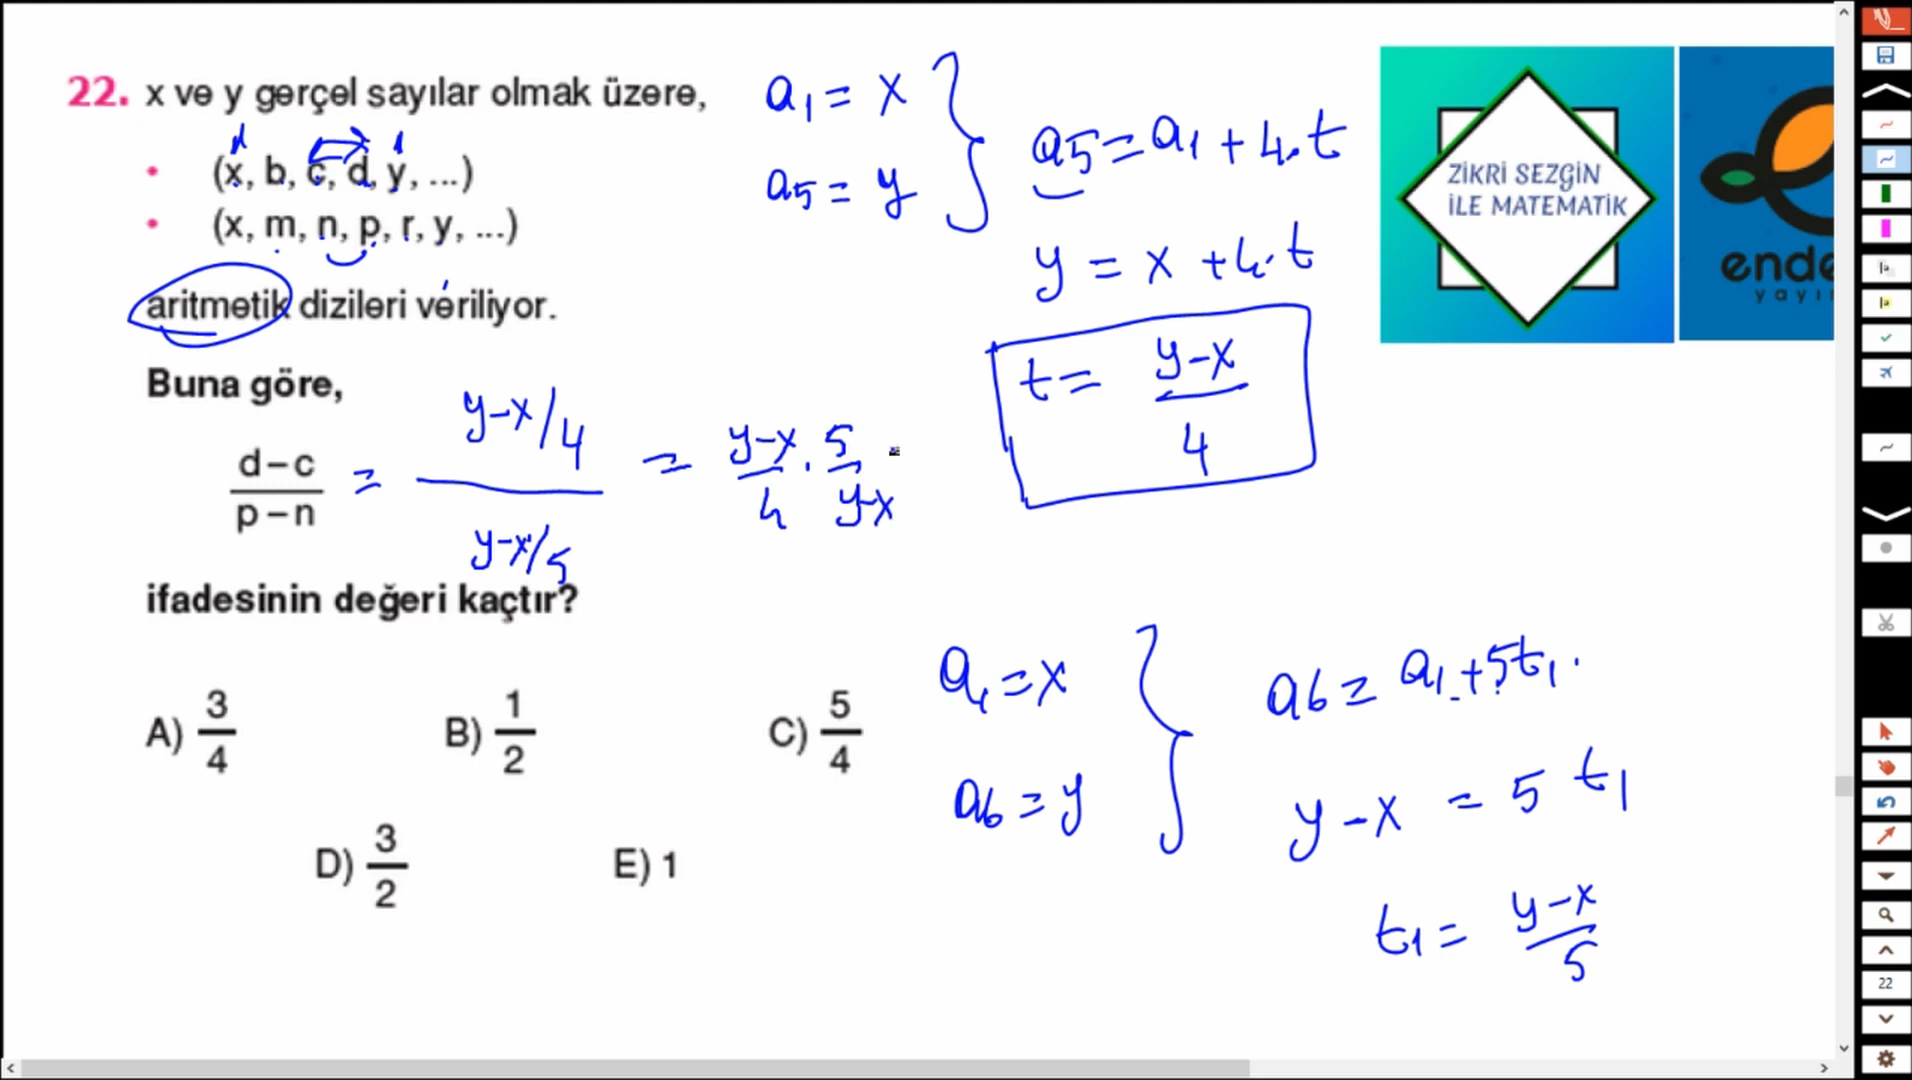 22. x ve y gerçel sayılar olmak üzere,
• (x, b, c, d, y, ...)
• (x, m, n, p, r, y, ...)
aritmetik dizileri veriliyor.
Buna göre,
d – c
p – n
= y-x/4
y-x/5
= y-x/4 · 5/y-x =
ifadesinin değeri kaçtır?
A) 3/4
B) 1/2
C) 5/4
D) 3/2
E) 1
a1 = x
a5 = y
a5 = a1 + 4.t
y = x + 4.t
t = y-x
4
a1 = x
a6 = y
a6 = a1 + 5t1.
y - x = 5 t1
t1 = y-x
5
ZİKRİ SEZGİN
İLE MATEMATİK
ende
yayı
22